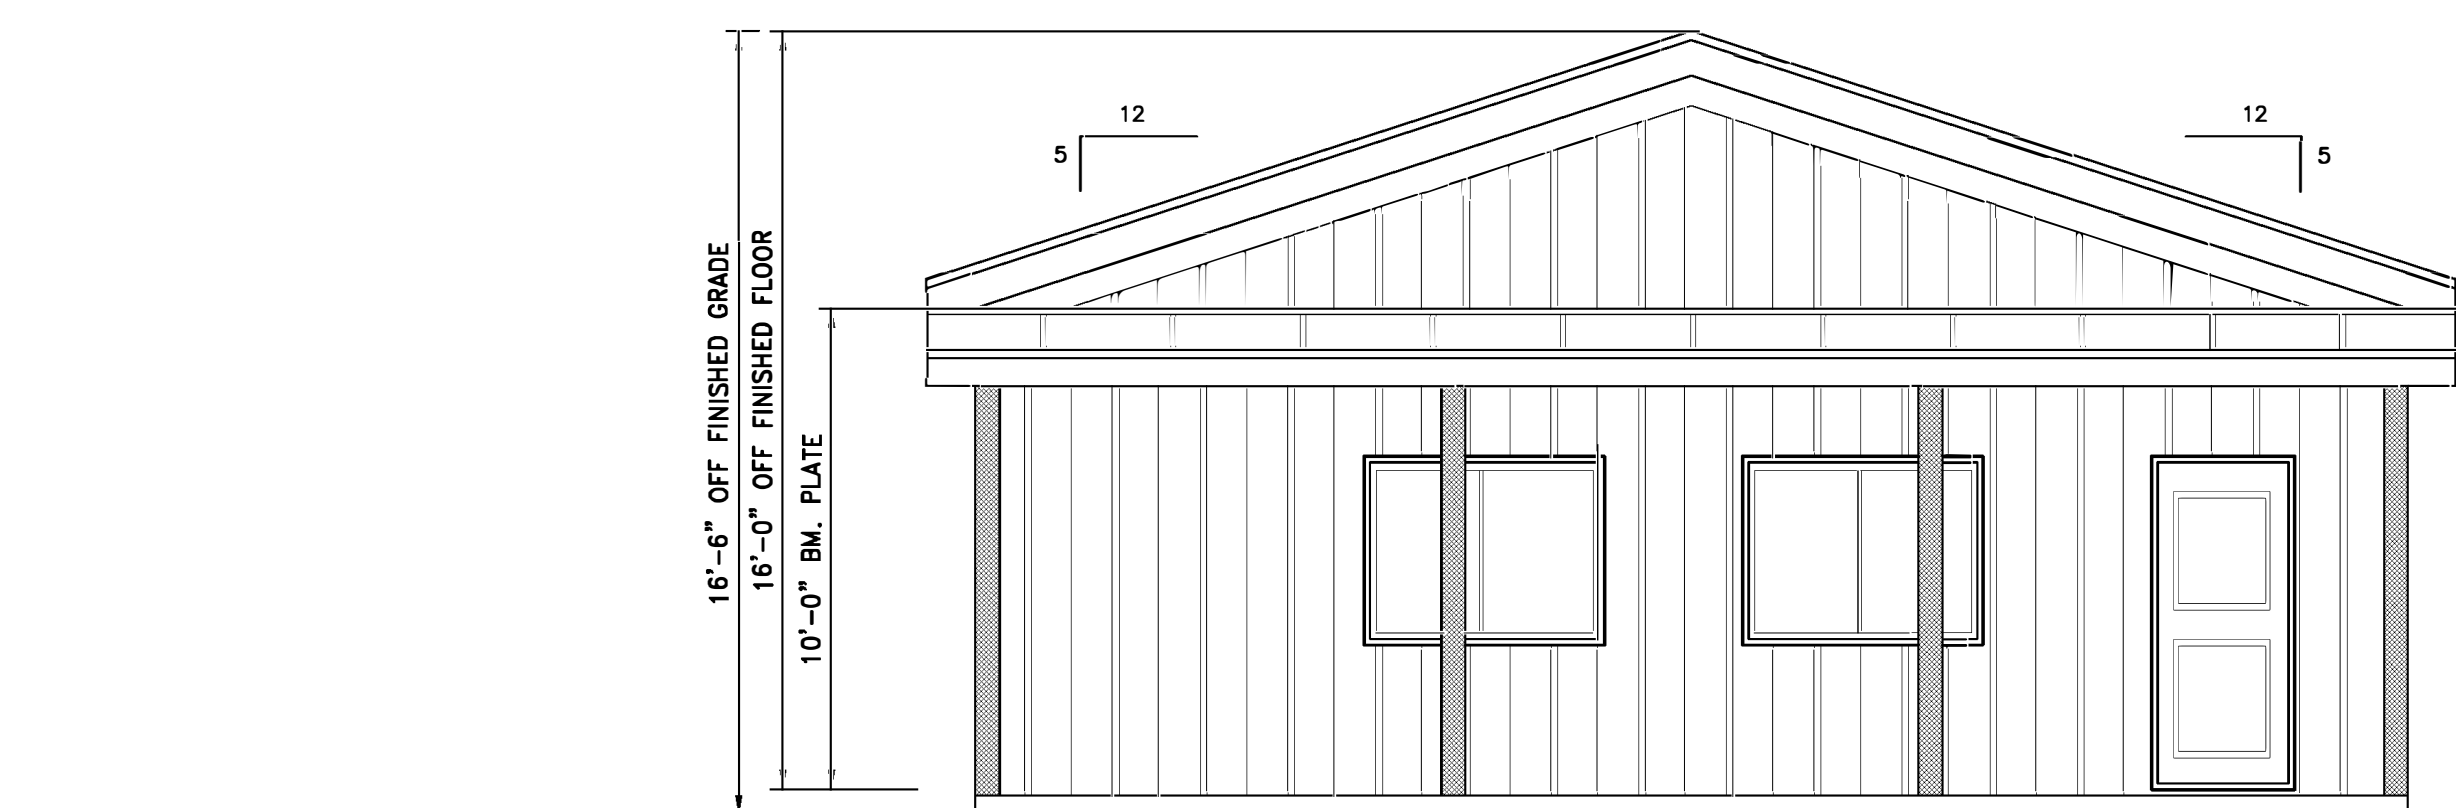 12
5
12
5
16'-6" OFF FINISHED GRADE
16'-0" OFF FINISHED FLOOR
10'-0" BM. PLATE